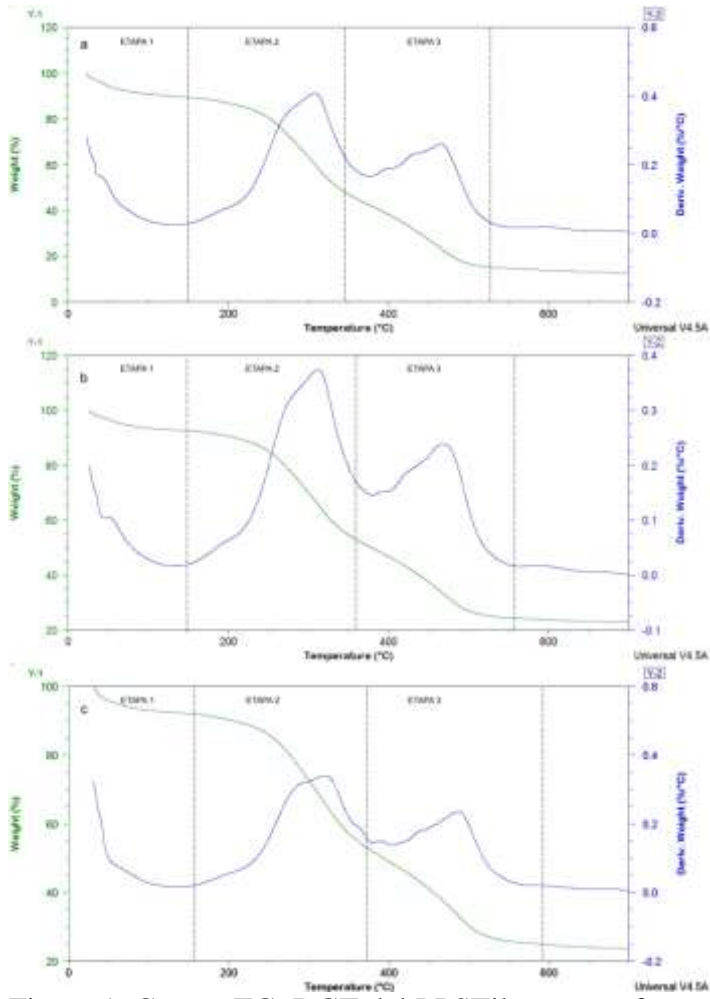 Y-1
Y-2
a
ETAPA 1
ETAPA 2
ETAPA 3
120
100
80
60
40
20
0
Weight (%)
0.6
0.4
0.2
0.0
-0.2
Deriv. Weight (%/°C)
0
200
400
600
Temperature (°C)
Universal V4.5A
Y-1
Y-2
b
ETAPA 1
ETAPA 2
ETAPA 3
120
100
80
60
40
20
Weight (%)
0.4
0.3
0.2
0.1
0.0
-0.1
Deriv. Weight (%/°C)
0
200
400
600
Temperature (°C)
Universal V4.5A
Y-1
Y-2
c
ETAPA 1
ETAPA 2
ETAPA 3
100
80
60
40
20
Weight (%)
0.6
0.4
0.2
0.0
-0.2
Deriv. Weight (%/°C)
0
200
400
600
Temperature (°C)
Universal V4.5A